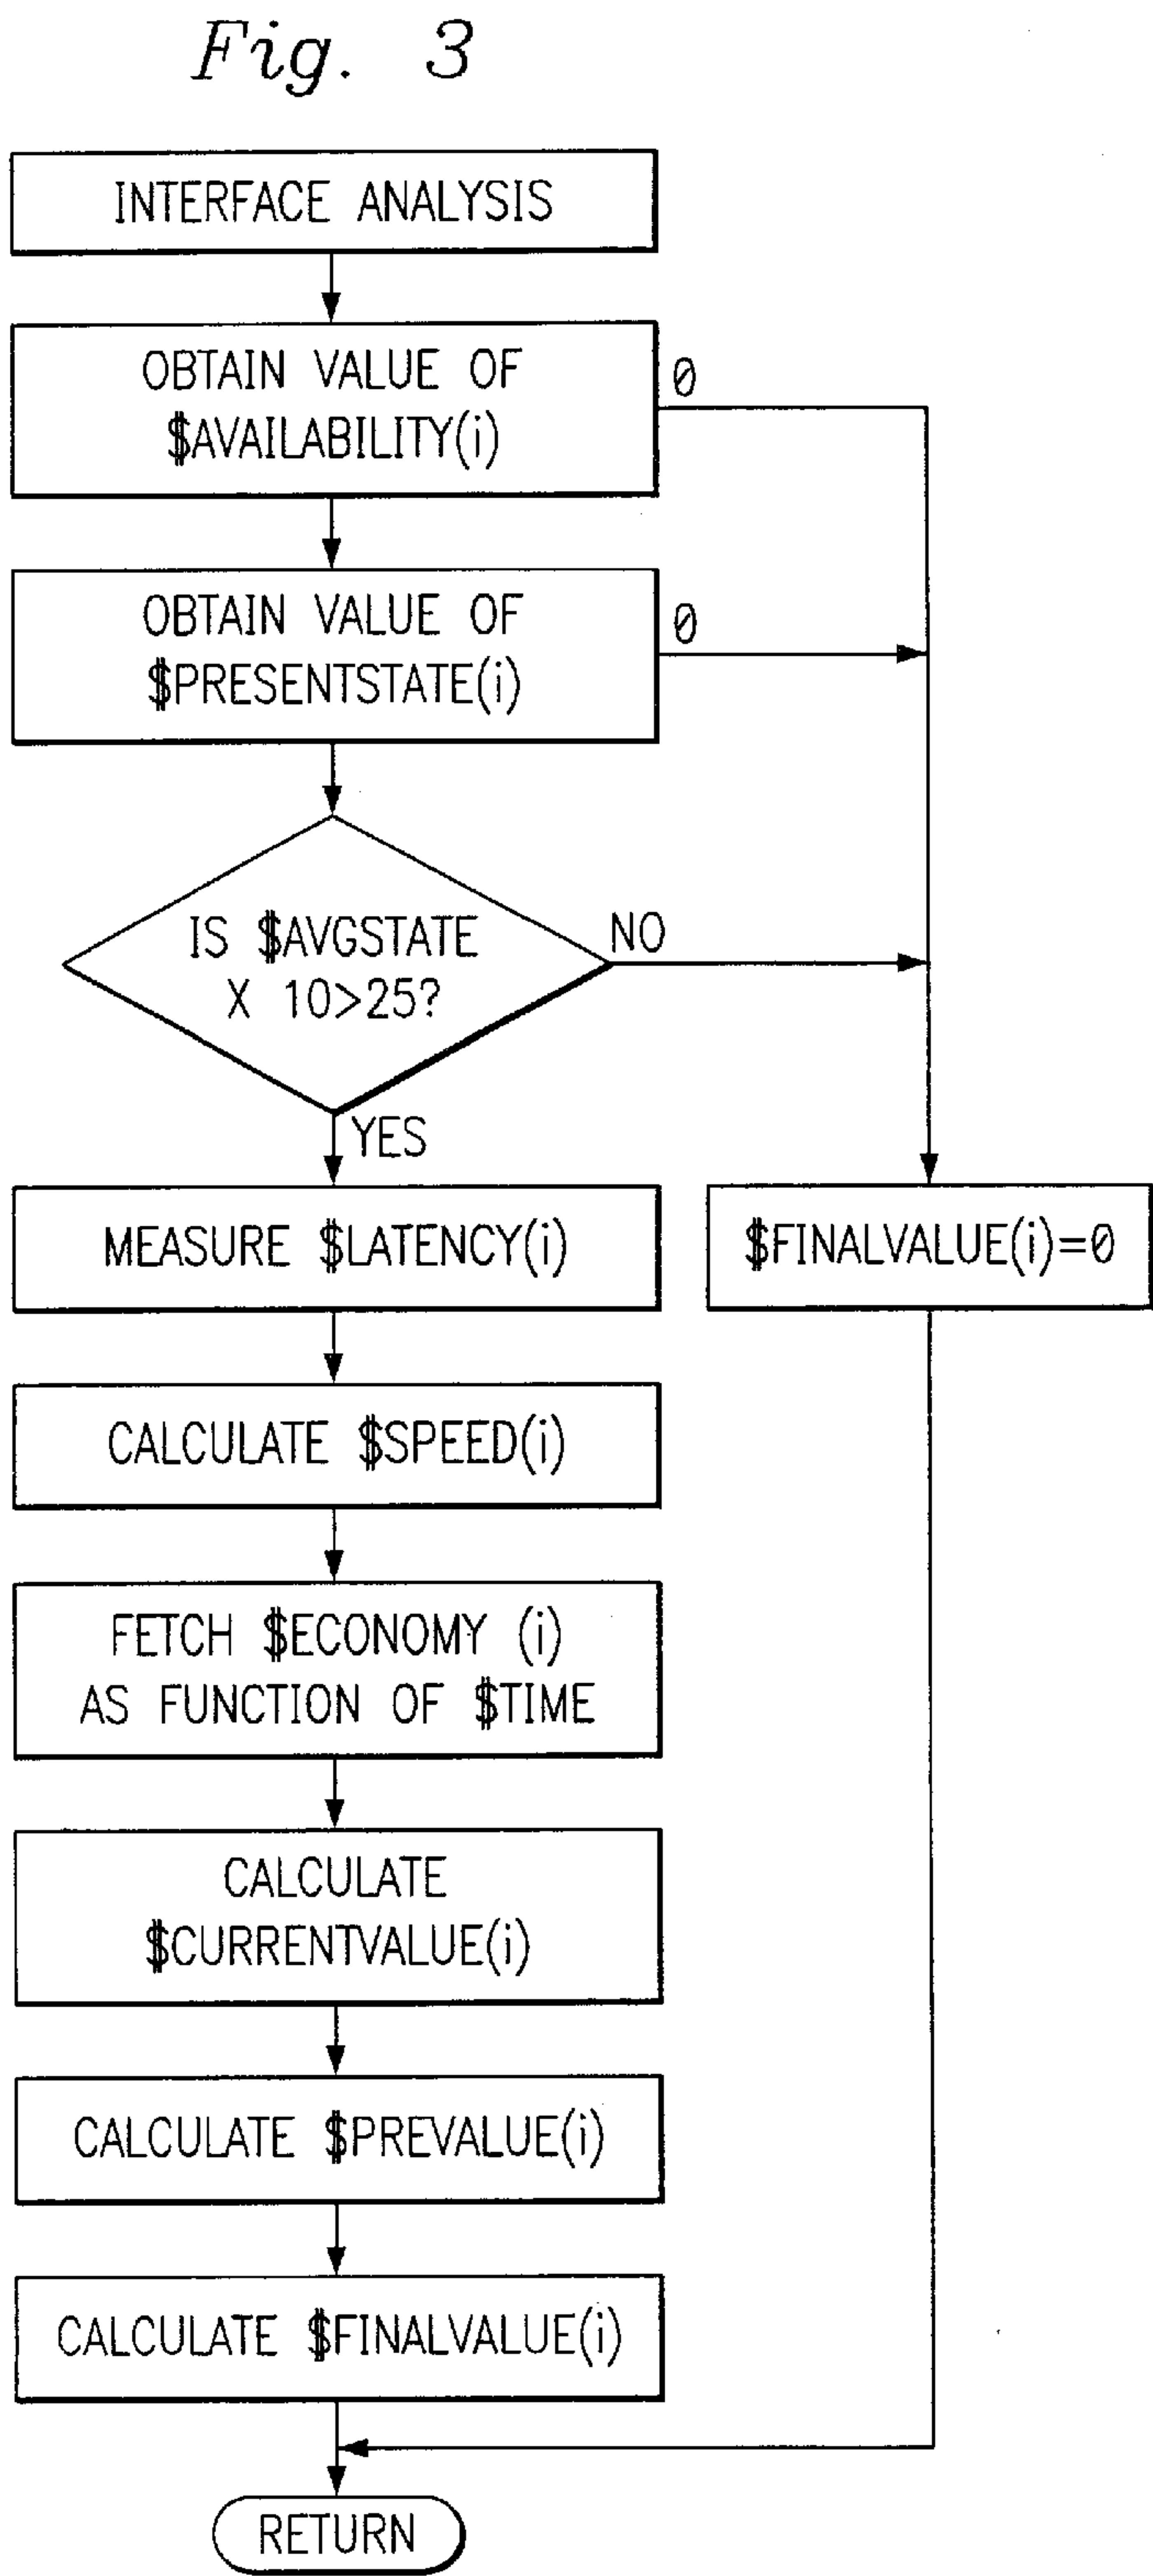 Fig. 3
INTERFACE ANALYSIS
OBTAIN VALUE OF
$AVAILABILITY(i)
0
OBTAIN VALUE OF
$PRESENTSTATE(i)
0
IS $AVGSTATE
X 10>25?
NO
YES
MEASURE $LATENCY(i)
$FINALVALUE(i)=0
CALCULATE $SPEED(i)
FETCH $ECONOMY (i)
AS FUNCTION OF $TIME
CALCULATE
$CURRENTVALUE(i)
CALCULATE $PREVALUE(i)
CALCULATE $FINALVALUE(i)
RETURN